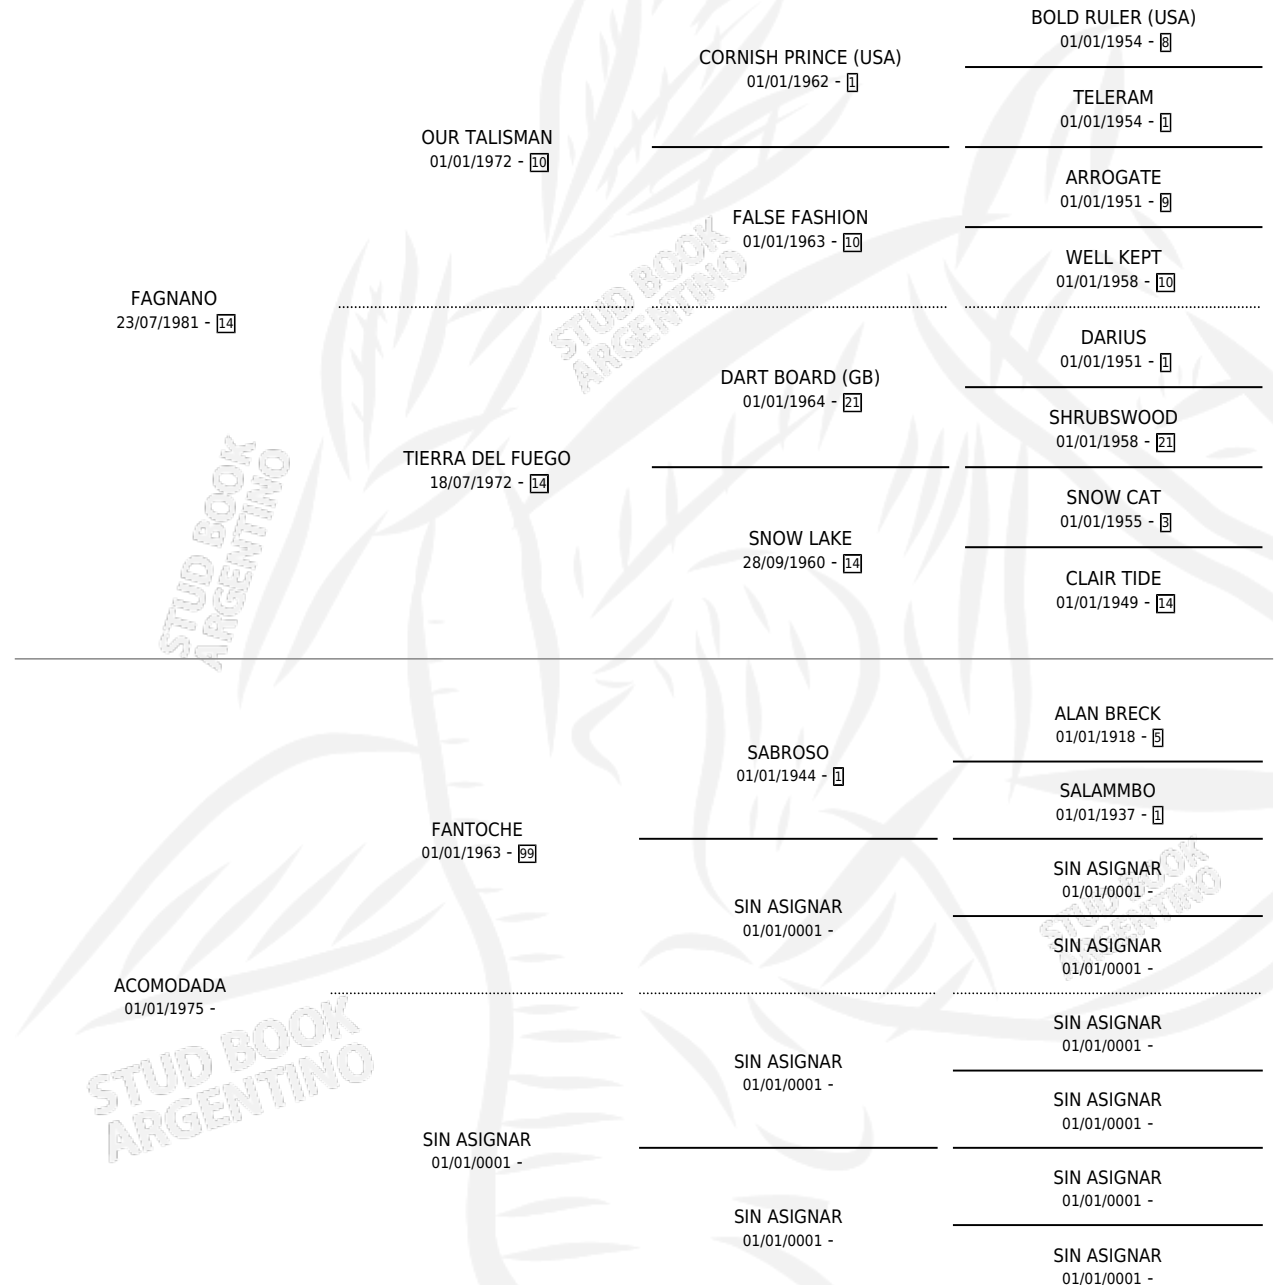 BOLD RULER (USA)
01/01/1954 - 8
CORNISH PRINCE (USA)
01/01/1962 - 1
TELERAM
01/01/1954 - 1
OUR TALISMAN
01/01/1972 - 10
ARROGATE
01/01/1951 - 9
FALSE FASHION
01/01/1963 - 10
WELL KEPT
01/01/1958 - 10
FAGNANO
23/07/1981 - 14
DARIUS
01/01/1951 - 1
DART BOARD (GB)
01/01/1964 - 21
SHRUBSWOOD
01/01/1958 - 21
TIERRA DEL FUEGO
18/07/1972 - 14
SNOW CAT
01/01/1955 - 3
SNOW LAKE
28/09/1960 - 14
CLAIR TIDE
01/01/1949 - 14
ALAN BRECK
01/01/1918 - 5
SABROSO
01/01/1944 - 1
SALAMMBO
01/01/1937 - 1
FANTOCHE
01/01/1963 - 99
SIN ASIGNAR
01/01/0001 -
SIN ASIGNAR
01/01/0001 -
SIN ASIGNAR
01/01/0001 -
ACOMODADA
01/01/1975 -
SIN ASIGNAR
01/01/0001 -
SIN ASIGNAR
01/01/0001 -
SIN ASIGNAR
01/01/0001 -
SIN ASIGNAR
01/01/0001 -
SIN ASIGNAR
01/01/0001 -
SIN ASIGNAR
01/01/0001 -
SIN ASIGNAR
01/01/0001 -
STUD BOOK
ARGENTINO
STUD BOOK
ARGENTINO
STUD BOOK
ARGENTINO
STUD BOOK
ARGENTINO